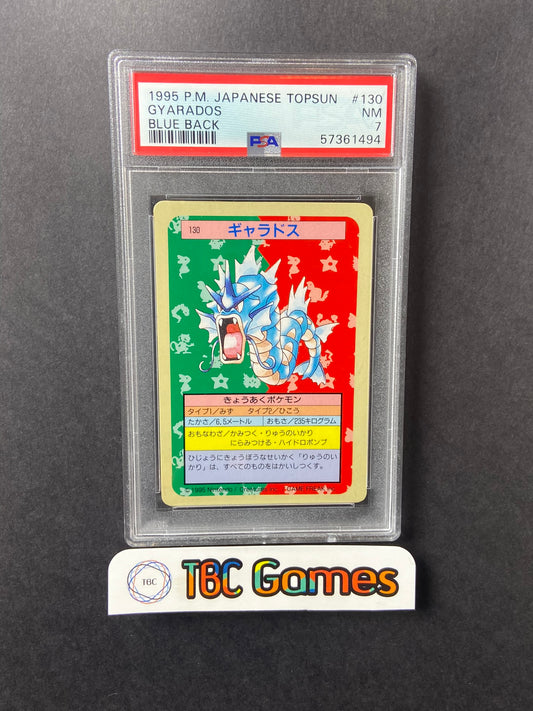 1995 P.M. JAPANESE TOPSUN #130
GYARADOS NM
BLUE BACK 7
PSA 57361494
130 ギャラドス
きょうあくポケモン
タイプ1/みず タイプ2/ひこう
たかさ/6.5メートル おもさ/235キログラム
おもなわざ/かみつく・りゅうのいかり
にらみつける・ハイドロポンプ
ひじょうにきょうぼうなせいかく「りゅうのいか
り」は、すべてのものをはかいしつくす。
TBC TBC Games